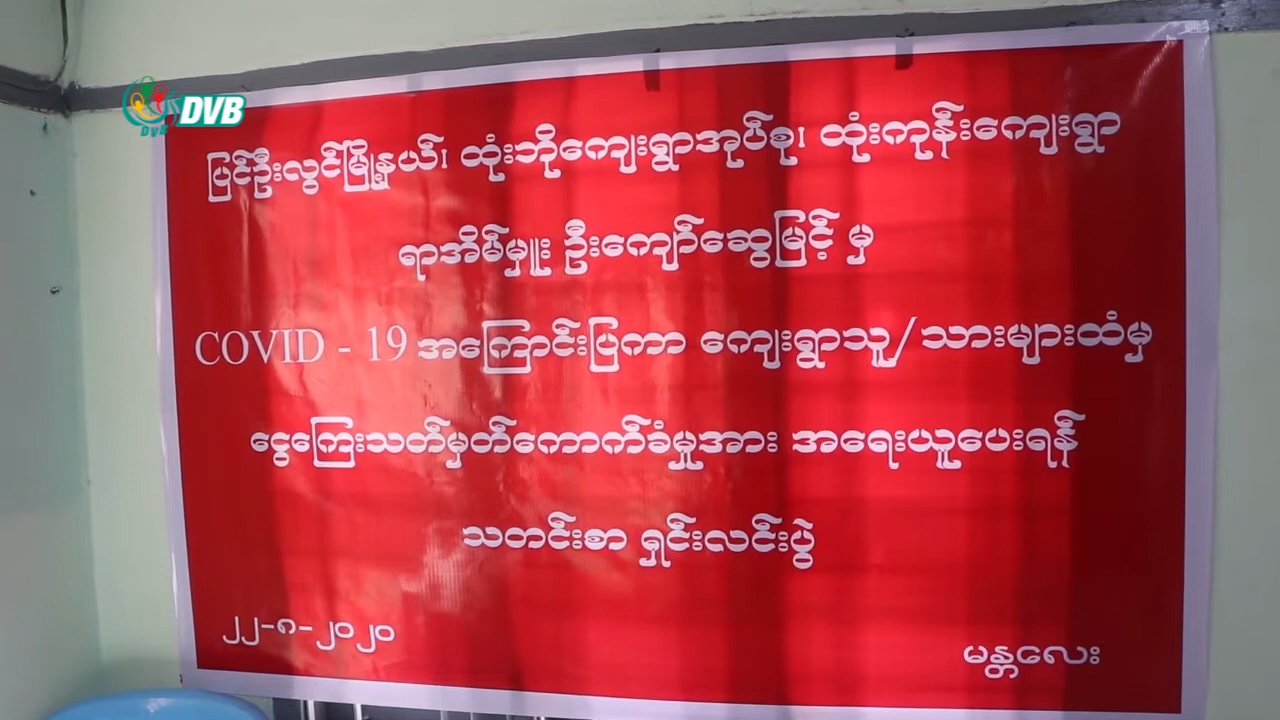 DVB
DVB
ပြင်ဦးလွင်မြို့နယ်၊ ထုံးဘိုကျေးရွာအုပ်စု၊ ထုံးကုန်းကျေးရွာ
ရာအိမ်မှူး ဦးကျော်ဆွေမြင့် မှ
COVID - 19 အကြောင်းပြကာ ကျေးရွာသူ/သားများထံမှ
ငွေကြေးသတ်မှတ်ကောက်ခံမှုအား အရေးယူပေးရန်
သတင်းစာ ရှင်းလင်းပွဲ
၂၂-၈-၂၀၂၀
မန္တလေး